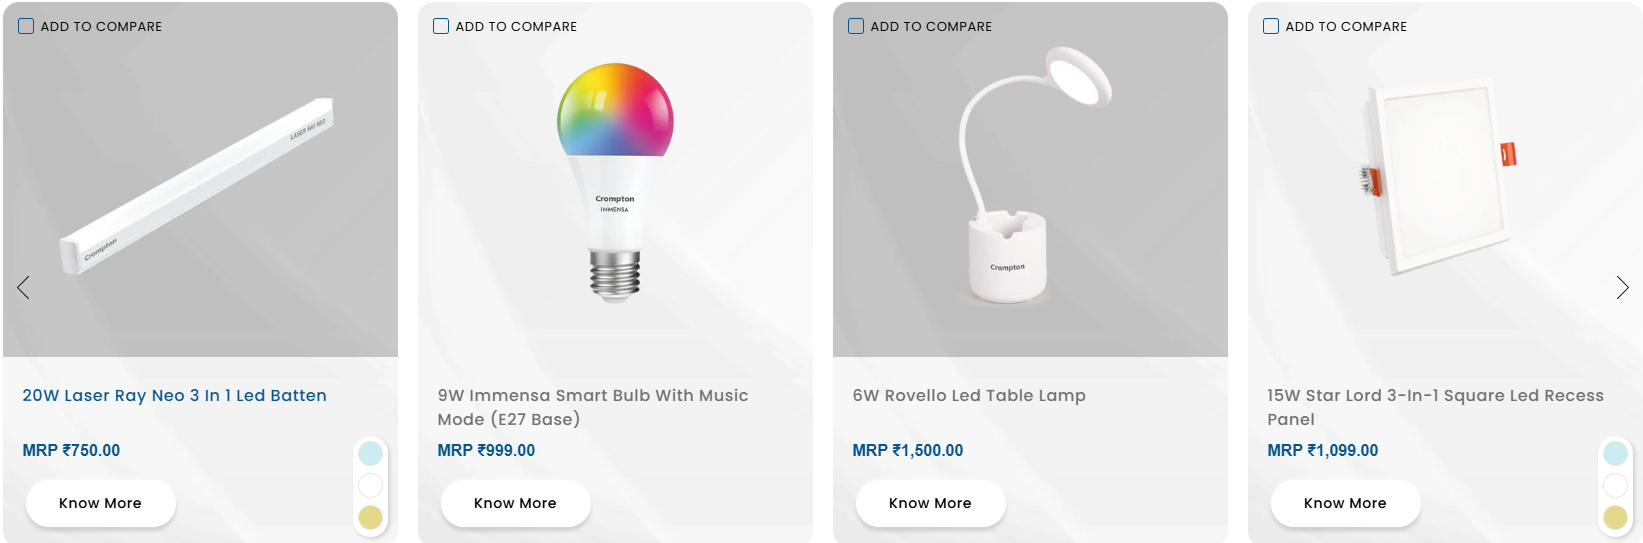 ADD TO COMPARE
LASER RAY NEO
Crompton
20W Laser Ray Neo 3 In 1 Led Batten
MRP ₹750.00
Know More
ADD TO COMPARE
Crompton
IMMENSA
9W Immensa Smart Bulb With Music
Mode (E27 Base)
MRP ₹999.00
Know More
ADD TO COMPARE
Crompton
6W Rovello Led Table Lamp
MRP ₹1,500.00
Know More
ADD TO COMPARE
15W Star Lord 3-In-1 Square Led Recess
Panel
MRP ₹1,099.00
Know More